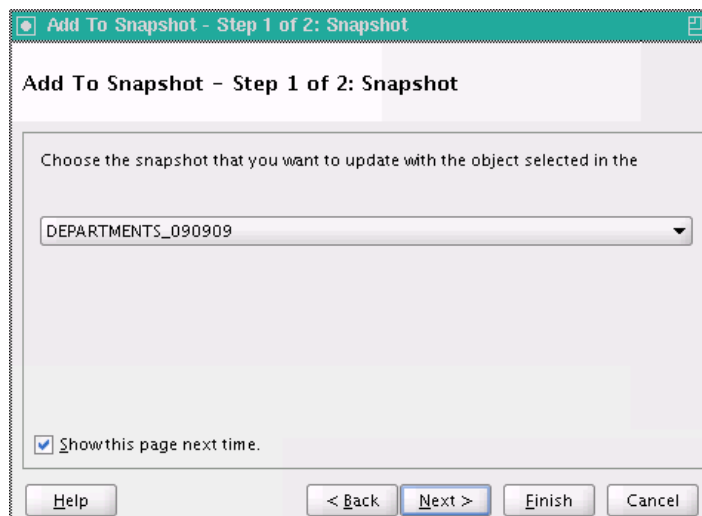 Add To Snapshot - Step 1 of 2: Snapshot
Add To Snapshot - Step 1 of 2: Snapshot
Choose the snapshot that you want to update with the object selected in the
DEPARTMENTS_090909
Show this page next time.
Help < Back Next > Finish Cancel